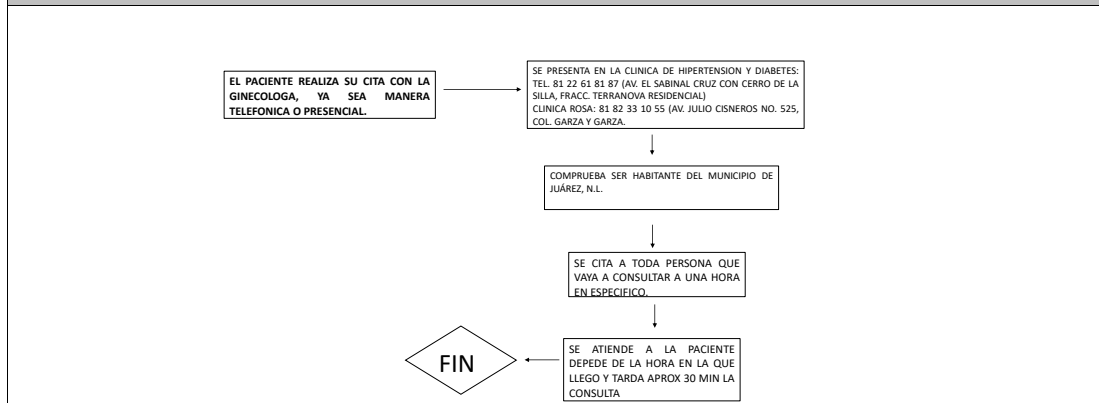 EL PACIENTE REALIZA SU CITA CON LA
GINECOLOGA, YA SEA MANERA
TELEFONICA O PRESENCIAL.
SE PRESENTA EN LA CLINICA DE HIPERTENSION Y DIABETES:
TEL. 81 22 61 81 87 (AV. EL SABINAL CRUZ CON CERRO DE LA
SILLA, FRACC. TERRANOVA RESIDENCIAL)
CLINICA ROSA: 81 82 33 10 55 (AV. JULIO CISNEROS NO. 525,
COL. GARZA Y GARZA.
COMPRUEBA SER HABITANTE DEL MUNICIPIO DE
JUÁREZ, N.L.
SE CITA A TODA PERSONA QUE
VAYA A CONSULTAR A UNA HORA
EN ESPECIFICO.
SE ATIENDE A LA PACIENTE
DEPEDE DE LA HORA EN LA QUE
LLEGO Y TARDA APROX 30 MIN LA
CONSULTA
FIN